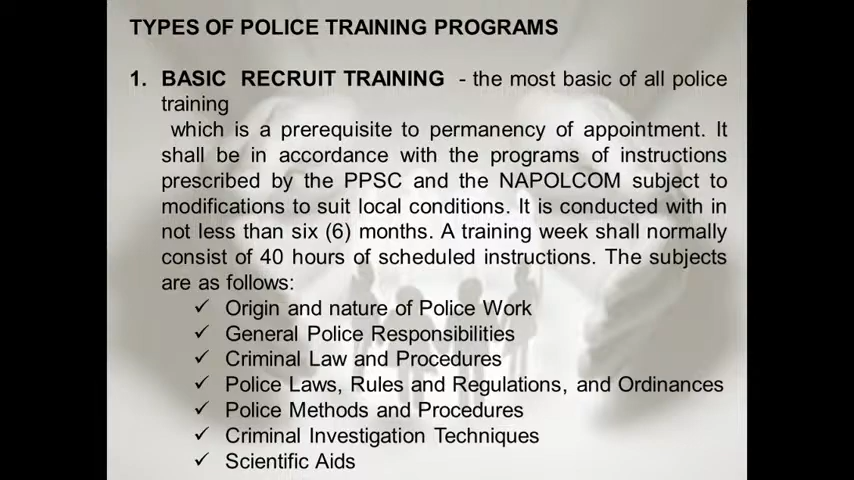 TYPES OF POLICE TRAINING PROGRAMS
1. BASIC RECRUIT TRAINING - the most basic of all police
training
which is a prerequisite to permanency of appointment. It
shall be in accordance with the programs of instructions
prescribed by the PPSC and the NAPOLCOM subject to
modifications to suit local conditions. It is conducted with in
not less than six (6) months. A training week shall normally
consist of 40 hours of scheduled instructions. The subjects
are as follows:
✓ Origin and nature of Police Work
✓ General Police Responsibilities
✓ Criminal Law and Procedures
✓ Police Laws, Rules and Regulations, and Ordinances
✓ Police Methods and Procedures
✓ Criminal Investigation Techniques
✓ Scientific Aids